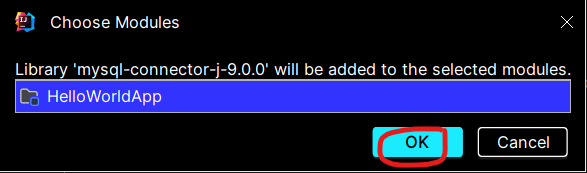 Choose Modules
Library 'mysql-connector-j-9.0.0' will be added to the selected modules.
HelloWorldApp
OK Cancel